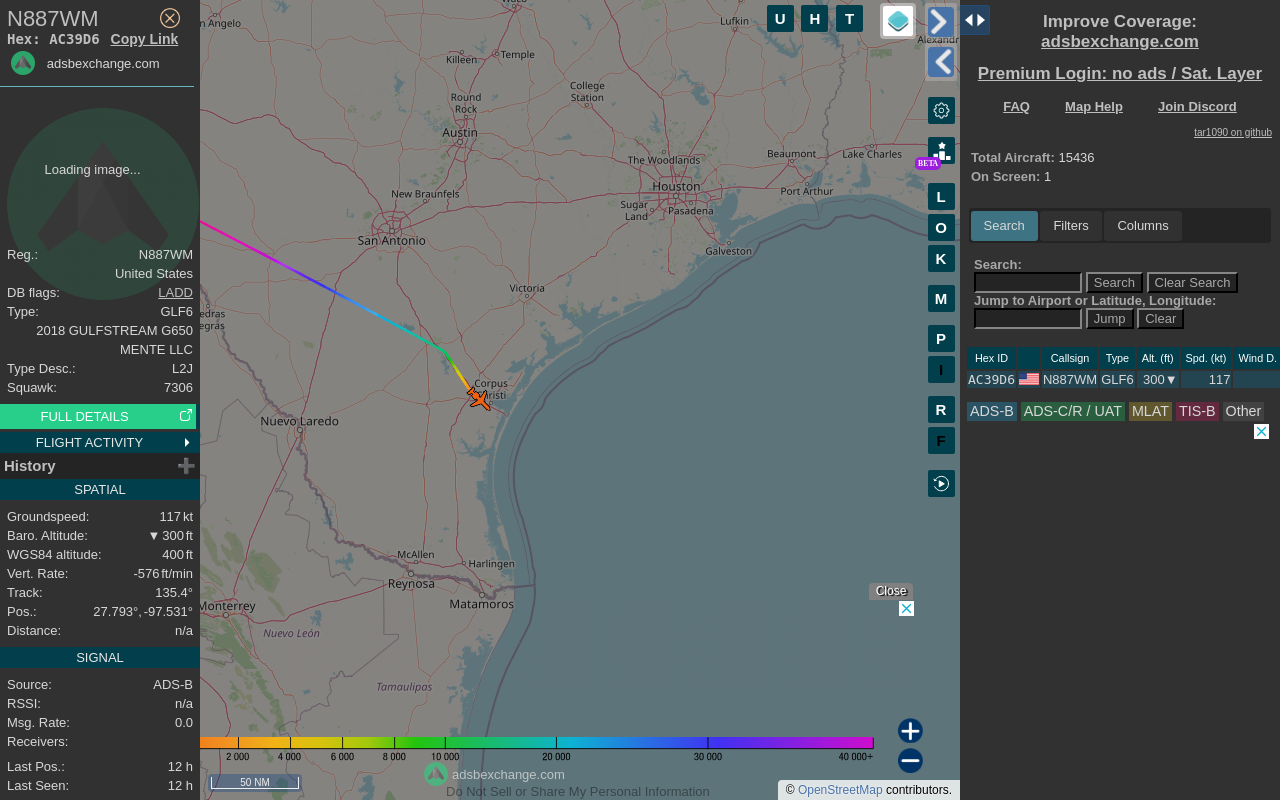 N887WM
Hex: AC39D6 Copy Link
adsbexchange.com
Loading image...
Reg.: N887WM
United States
DB flags: LADD
Type: GLF6
2018 GULFSTREAM G650
MENTE LLC
Type Desc.: L2J
Squawk: 7306
FULL DETAILS
FLIGHT ACTIVITY
History
SPATIAL
Groundspeed: 117 kt
Baro. Altitude: ▼ 300 ft
WGS84 altitude: 400 ft
Vert. Rate: -576 ft/min
Track: 135.4°
Pos.: 27.793°, -97.531°
Distance: n/a
SIGNAL
Source: ADS-B
RSSI: n/a
Msg. Rate: 0.0
Receivers:
Last Pos.: 12 h
Last Seen: 12 h
Waco
n Angelo
Lufkin
Alexandri
Killeen
Temple
College
Station
Round
Rock
Austin
The Woodlands
Beaumont
Lake Charles
New Braunfels
Houston
Port Arthur
Sugar
Land
Pasadena
San Antonio
Galveston
Victoria
edras
egras
Corpus
risti
Nuevo Laredo
McAllen
Harlingen
Reynosa
Matamoros
Monterrey
Nuevo León
Tamaulipas
U H T
BETA
L
O
K
M
P
I
R
F
Close
2 000 4 000 6 000 8 000 10 000 20 000 30 000 40 000+
50 NM
adsbexchange.com
Do Not Sell or Share My Personal Information
© OpenStreetMap contributors.
Improve Coverage:
adsbexchange.com
Premium Login: no ads / Sat. Layer
FAQ Map Help Join Discord
tar1090 on github
Total Aircraft: 15436
On Screen: 1
Search Filters Columns
Search:
Search Clear Search
Jump to Airport or Latitude, Longitude:
Jump Clear
Hex ID Callsign Type Alt. (ft) Spd. (kt) Wind D.
AC39D6 N887WM GLF6 300▼ 117
ADS-B ADS-C/R / UAT MLAT TIS-B Other